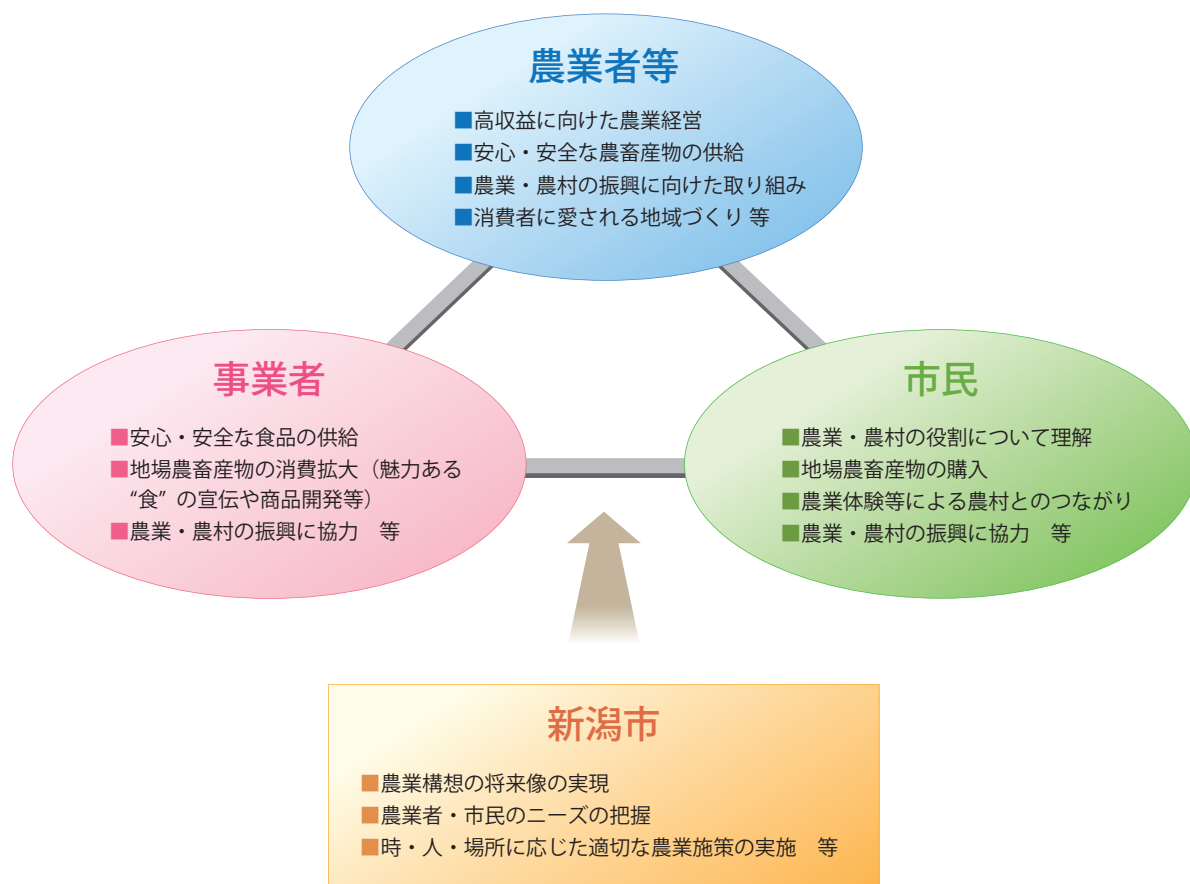 農業者等
■高収益に向けた農業経営
■安心・安全な農畜産物の供給
■農業・農村の振興に向けた取り組み
■消費者に愛される地域づくり 等
事業者
■安心・安全な食品の供給
■地場農畜産物の消費拡大（魅力ある
“食”の宣伝や商品開発等）
■農業・農村の振興に協力　等
市民
■農業・農村の役割について理解
■地場農畜産物の購入
■農業体験等による農村とのつながり
■農業・農村の振興に協力　等
新潟市
■農業構想の将来像の実現
■農業者・市民のニーズの把握
■時・人・場所に応じた適切な農業施策の実施　等